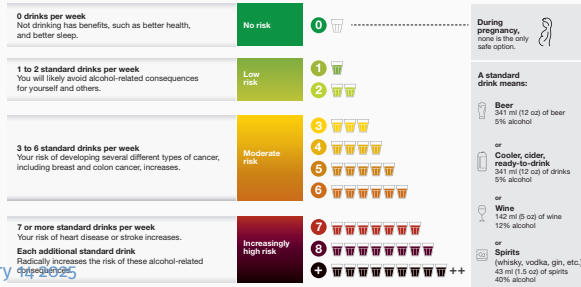 0 drinks per week
Not drinking has benefits, such as better health,
and better sleep.
No risk
0
During
pregnancy,
none is the only
safe option.
1 to 2 standard drinks per week
You will likely avoid alcohol-related consequences
for yourself and others.
Low
risk
1
2
3 to 6 standard drinks per week
Your risk of developing several different types of cancer,
including breast and colon cancer, increases.
Moderate
risk
3
4
5
6
7 or more standard drinks per week
Your risk of heart disease or stroke increases.
Each additional standard drink
Radically increases the risk of these alcohol-related
consequences.
Increasingly
high risk
7
8
+
++
A standard
drink means:
Beer
341 ml (12 oz) of beer
5% alcohol
or
Cooler, cider,
ready-to-drink
341 ml (12 oz) of drinks
5% alcohol
or
Wine
142 ml (5 oz) of wine
12% alcohol
or
Spirits
(whisky, vodka, gin, etc.)
43 ml (1.5 oz) of spirits
40% alcohol
ry 14 2025